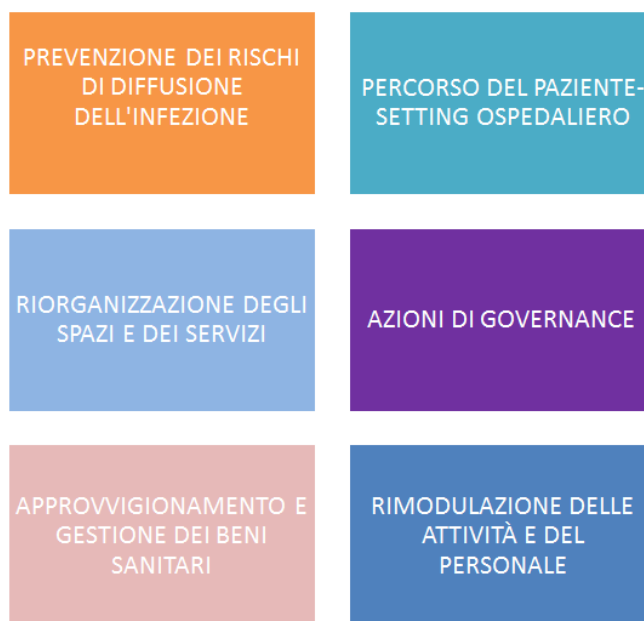 PREVENZIONE DEI RISCHI
DI DIFFUSIONE
DELL'INFEZIONE
PERCORSO DEL PAZIENTE-
SETTING OSPEDALIERO
RIORGANIZZAZIONE DEGLI
SPAZI E DEI SERVIZI
AZIONI DI GOVERNANCE
APPROVVIGIONAMENTO E
GESTIONE DEI BENI
SANITARI
RIMODULAZIONE DELLE
ATTIVITÀ E DEL
PERSONALE